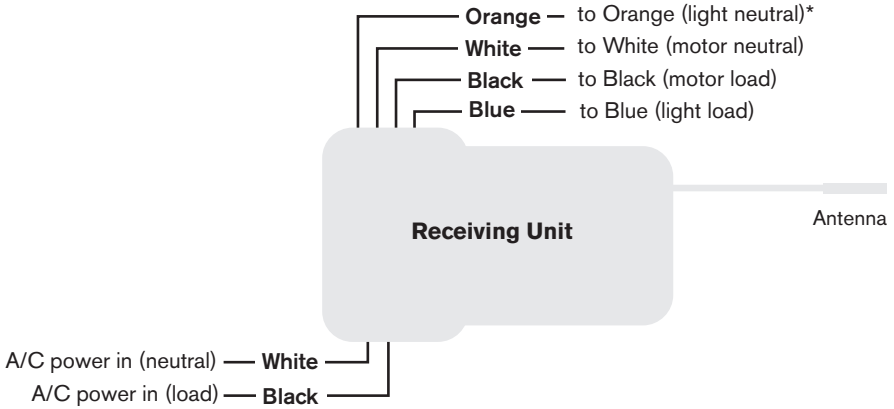 Orange to Orange (light neutral)*
White to White (motor neutral)
Black to Black (motor load)
Blue to Blue (light load)
Antenna
Receiving Unit
A/C power in (neutral) White
A/C power in (load) Black